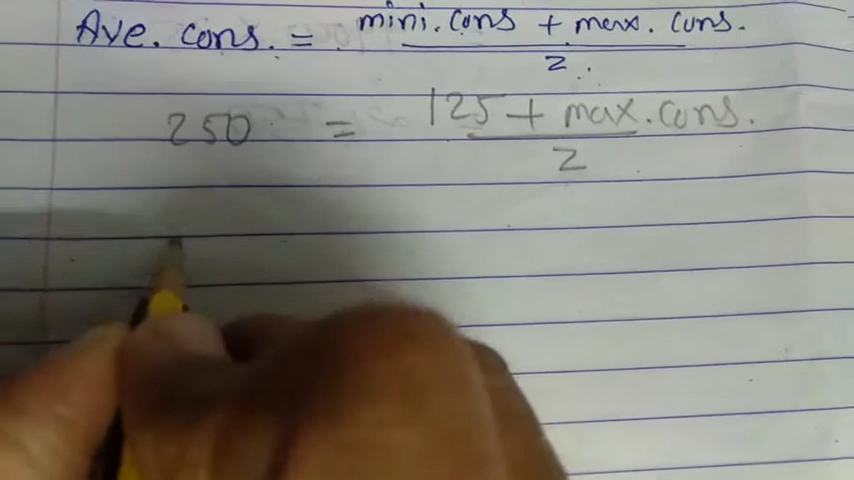 Ave. cons. = mini. cons + max. cons. / 2.
250 = 125 + max. cons. / 2